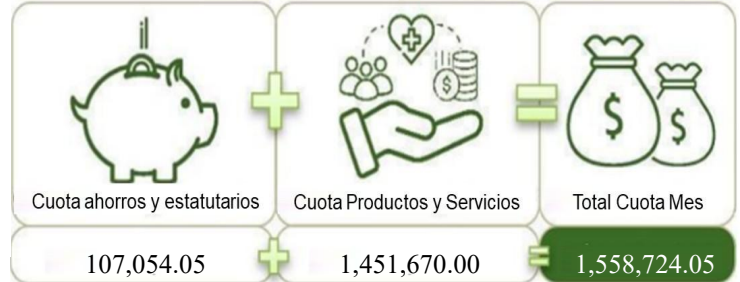 Cuota ahorros y estatutarios
Cuota Productos y Servicios
Total Cuota Mes
107,054.05
1,451,670.00
1,558,724.05